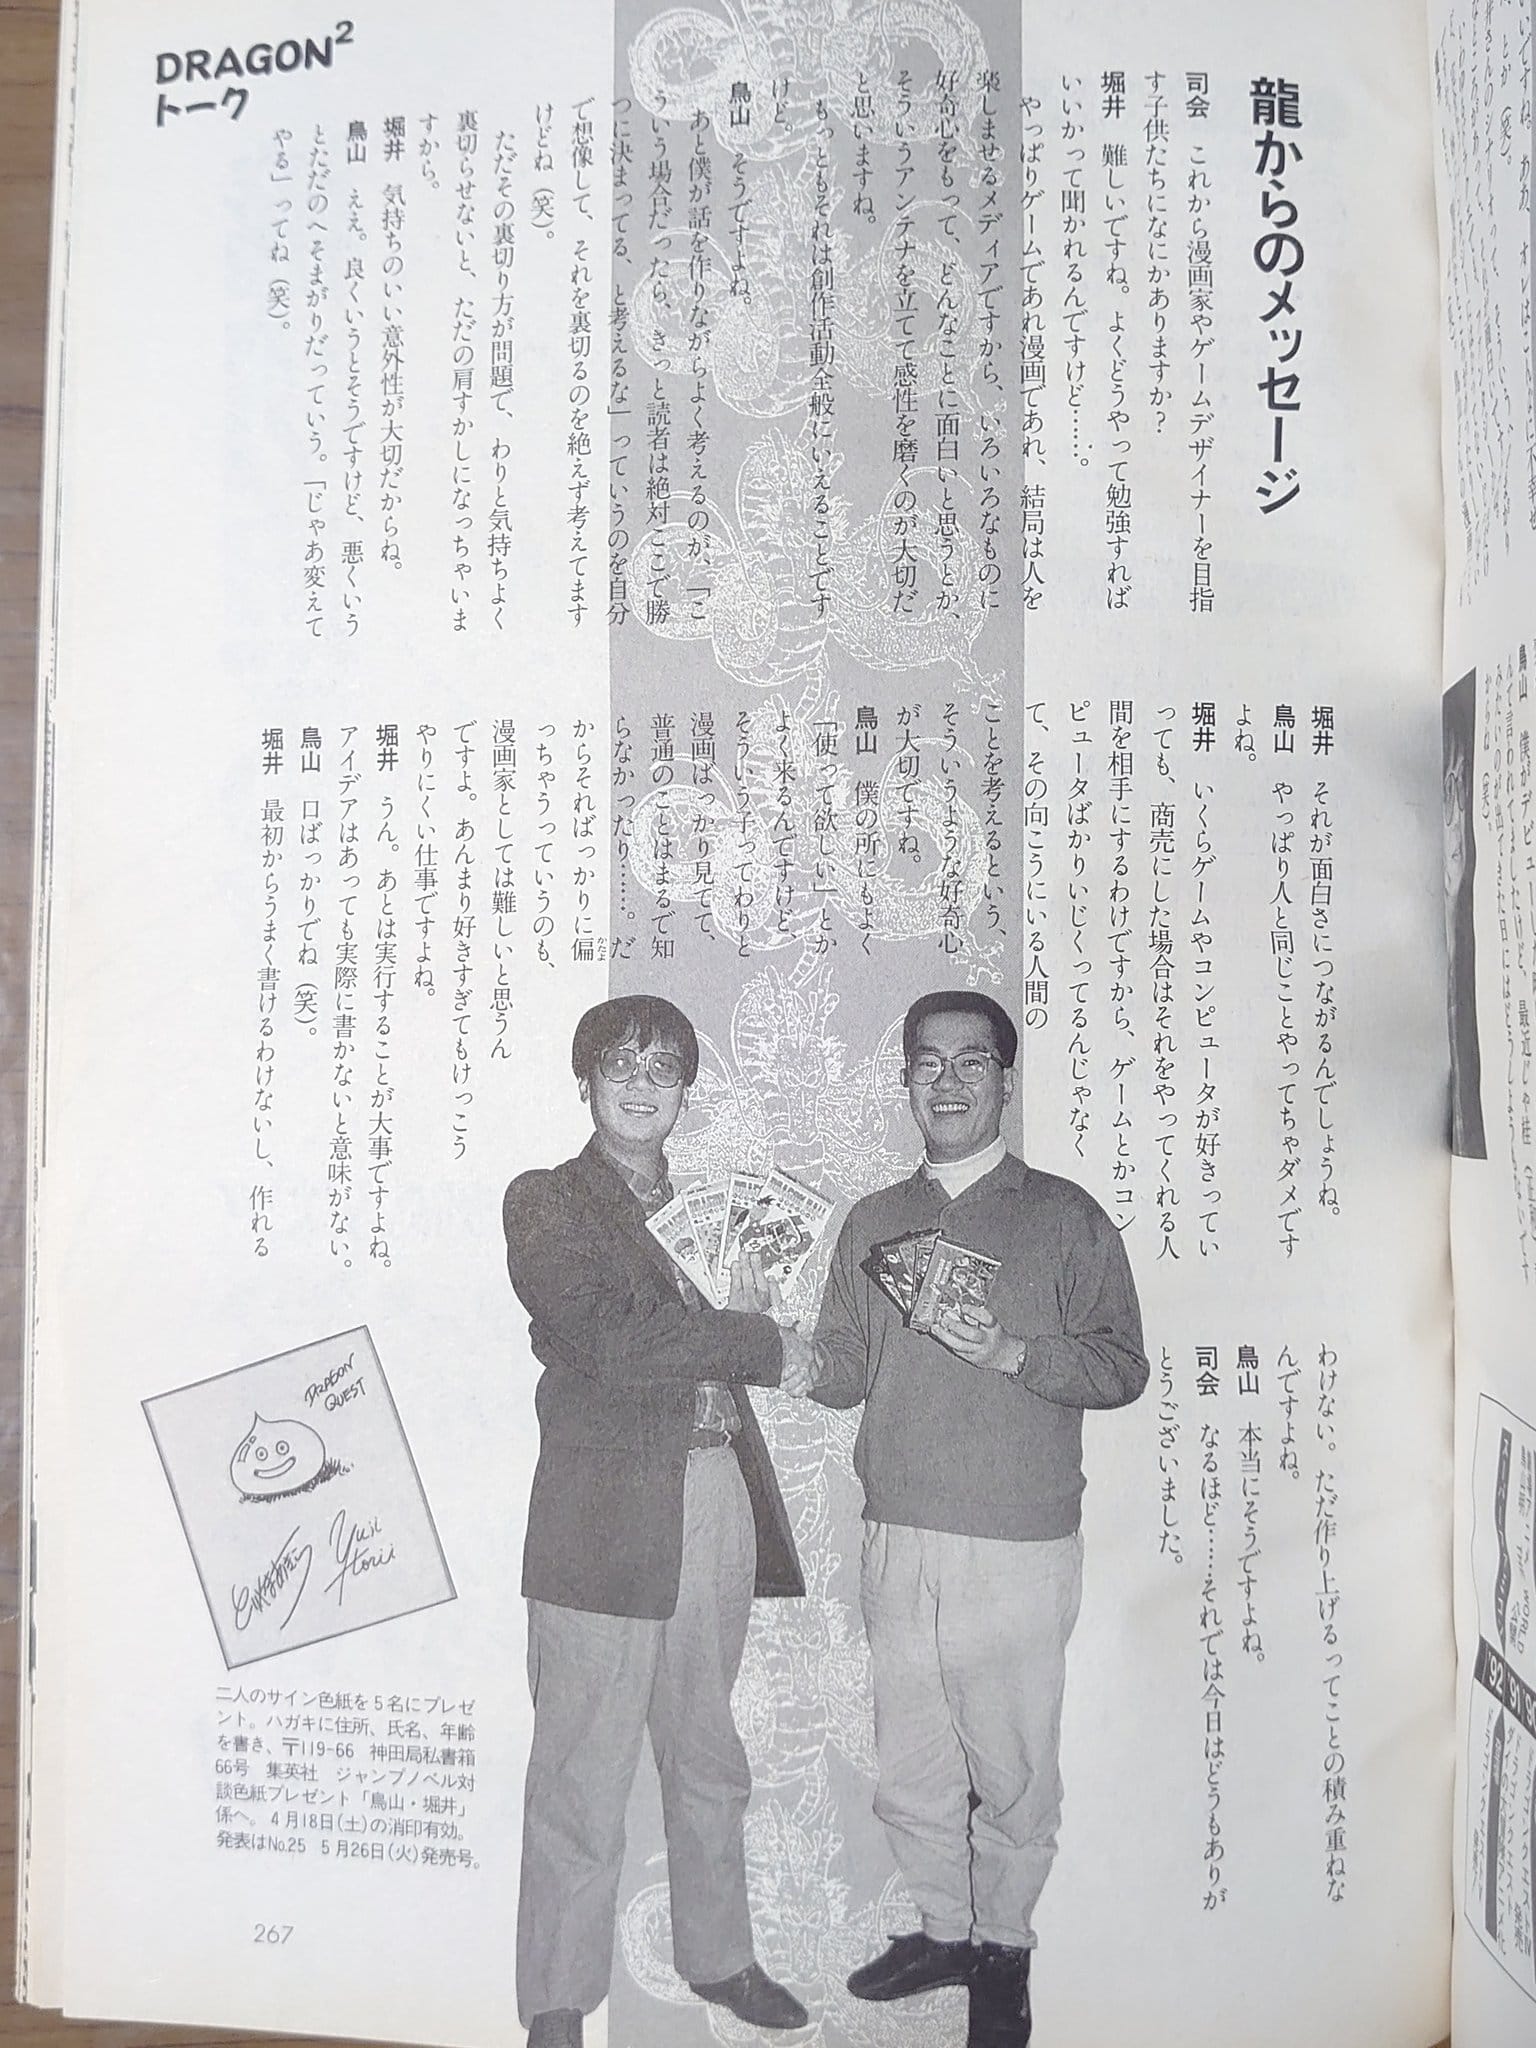 DRAGON²
トーク
龍からのメッセージ
司会　これから漫画家やゲームデザイナーを目指
す子供たちになにかありますか？
堀井　難しいですね。よくどうやって勉強すれば
いいかって聞かれるんですけど……。
やっぱりゲームであれ漫画であれ、結局は人を
楽しませるメディアですから、いろいろなものに
好奇心をもって、どんなことに面白いと思うとか、
そういうアンテナを立てて感性を磨くのが大切だ
と思いますね。
もっともそれは創作活動全般にいえることです
けど。
鳥山　そうですよね。
あと僕が話を作りながらよく考えるのが、「こ
ういう場合だったら、きっと読者は絶対ここで勝
つに決まってる、と考えるな」っていうのを自分
で想像して、それを裏切るのを絶えず考えてます
けどね（笑）。
ただその裏切り方が問題で、わりと気持ちよく
裏切らせないと、ただの肩すかしになっちゃいま
すから。
堀井　気持ちのいい意外性が大切だからね。
鳥山　ええ。良くいうとそうですけど、悪くいう
とただのへそまがりだっていう。「じゃあ変えて
やる」ってね（笑）。
堀井　それが面白さにつながるんでしょうね。
鳥山　やっぱり人と同じことやってちゃダメです
よね。
堀井　いくらゲームやコンピュータが好きってい
っても、商売にした場合はそれをやってくれる人
間を相手にするわけですから、ゲームとかコン
ピュータばかりいじくってるんじゃなく
て、その向こうにいる人間の
ことを考えるという、
そういうような好奇心
が大切ですね。
鳥山　僕の所にもよく
「使って欲しい」とか
よく来るんですけど、
そういう子ってわりと
漫画ばっかり見てて、
普通のことはまるで知
らなかったり……。だ
からそればっかりに偏
かたよ
っちゃうっていうのも、
漫画家としては難しいと思うん
ですよ。あんまり好きすぎてもけっこう
やりにくい仕事ですよね。
堀井　うん。あとは実行することが大事ですよね。
アイデアはあっても実際に書かないと意味がない。
鳥山　口ばっかりでね（笑）。
堀井　最初からうまく書けるわけないし、作れる
わけない。ただ作り上げるってことの積み重ねな
んですよね。
鳥山　本当にそうですよね。
司会　なるほど……それでは今日はどうもありが
とうございました。
DRAGON
QUEST
Yuji
Horii
二人のサイン色紙を5名にプレゼ
ント。ハガキに住所、氏名、年齢
を書き、〒119-66　神田局私書箱
66号　集英社　ジャンプノベル対
談色紙プレゼント「鳥山・堀井」
係へ。4月18日(土)の消印有効。
発表はNo.25　5月26日(火)発売号。
267
'92
'91